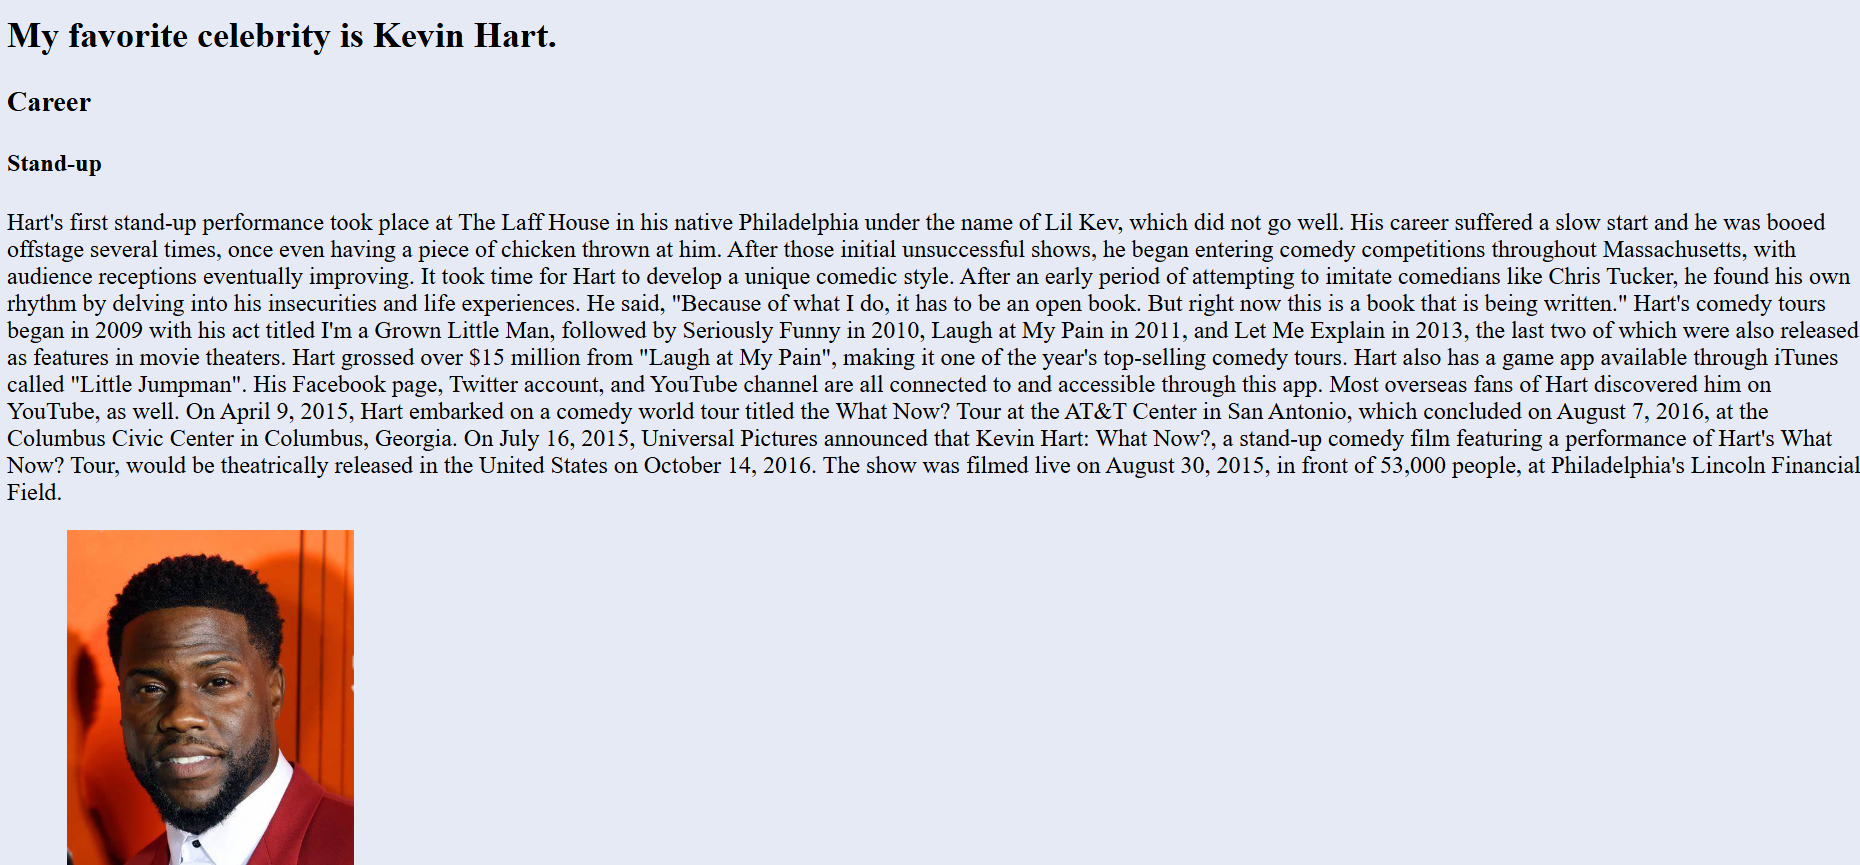 My favorite celebrity is Kevin Hart.
Career
Stand-up
Hart's first stand-up performance took place at The Laff House in his native Philadelphia under the name of Lil Kev, which did not go well. His career suffered a slow start and he was booed
offstage several times, once even having a piece of chicken thrown at him. After those initial unsuccessful shows, he began entering comedy competitions throughout Massachusetts, with
audience receptions eventually improving. It took time for Hart to develop a unique comedic style. After an early period of attempting to imitate comedians like Chris Tucker, he found his own
rhythm by delving into his insecurities and life experiences. He said, "Because of what I do, it has to be an open book. But right now this is a book that is being written." Hart's comedy tours
began in 2009 with his act titled I'm a Grown Little Man, followed by Seriously Funny in 2010, Laugh at My Pain in 2011, and Let Me Explain in 2013, the last two of which were also released
as features in movie theaters. Hart grossed over $15 million from "Laugh at My Pain", making it one of the year's top-selling comedy tours. Hart also has a game app available through iTunes
called "Little Jumpman". His Facebook page, Twitter account, and YouTube channel are all connected to and accessible through this app. Most overseas fans of Hart discovered him on
YouTube, as well. On April 9, 2015, Hart embarked on a comedy world tour titled the What Now? Tour at the AT&T Center in San Antonio, which concluded on August 7, 2016, at the
Columbus Civic Center in Columbus, Georgia. On July 16, 2015, Universal Pictures announced that Kevin Hart: What Now?, a stand-up comedy film featuring a performance of Hart's What
Now? Tour, would be theatrically released in the United States on October 14, 2016. The show was filmed live on August 30, 2015, in front of 53,000 people, at Philadelphia's Lincoln Financial
Field.